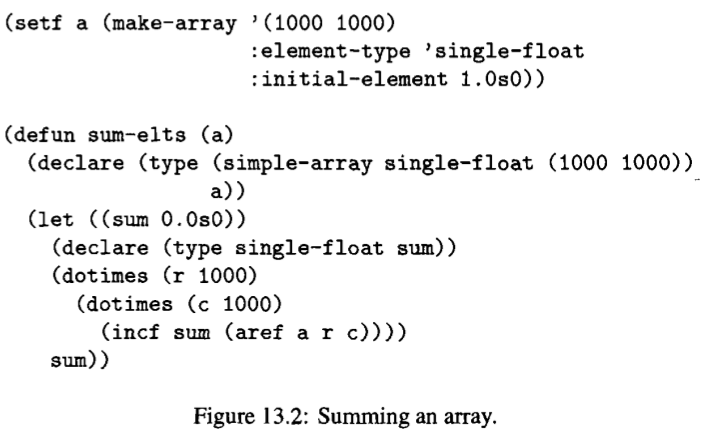 (setf a (make-array '(1000 1000)
                    :element-type 'single-float
                    :initial-element 1.0s0))

(defun sum-elts (a)
  (declare (type (simple-array single-float (1000 1000))
                 a))
  (let ((sum 0.0s0))
    (declare (type single-float sum))
    (dotimes (r 1000)
      (dotimes (c 1000)
        (incf sum (aref a r c))))
    sum))

Figure 13.2: Summing an array.